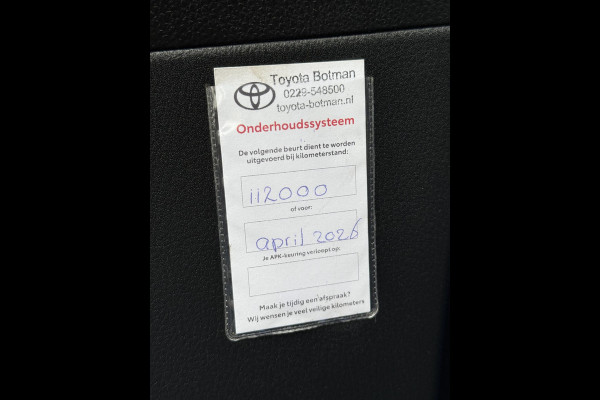 Toyota Botman
0229-548500
toyota-botman.nl
Onderhoudssysteem
De volgende beurt dient te worden
uitgevoerd bij kilometerstand:
112000
of voor:
april 2026
Je APK-keuring verloopt op:
Maak je tijdig een afspraak?
Wij wensen je veel veilige kilometers